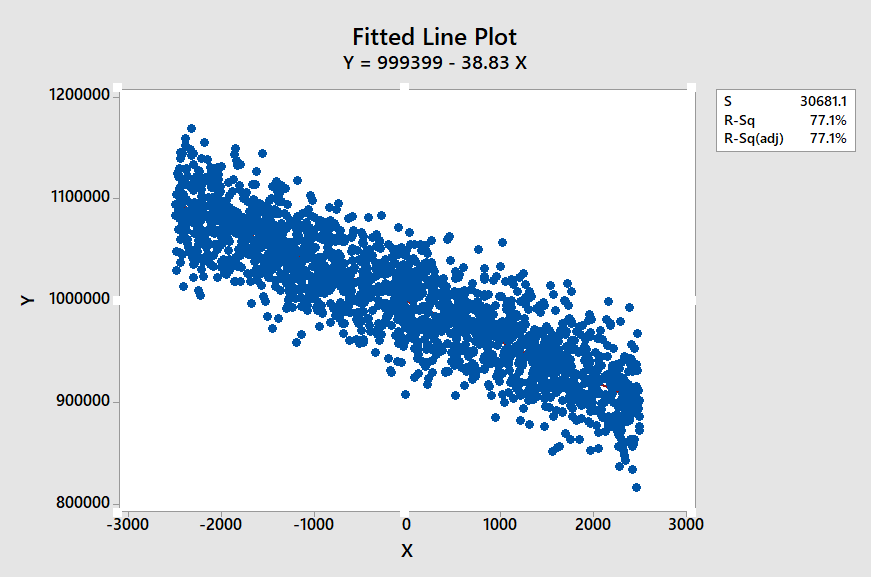 Fitted Line Plot
Y = 999399 - 38.83 X
S 30681.1
R-Sq 77.1%
R-Sq(adj) 77.1%
1200000
1100000
1000000
900000
800000
Y
-3000 -2000 -1000 0 1000 2000 3000
X